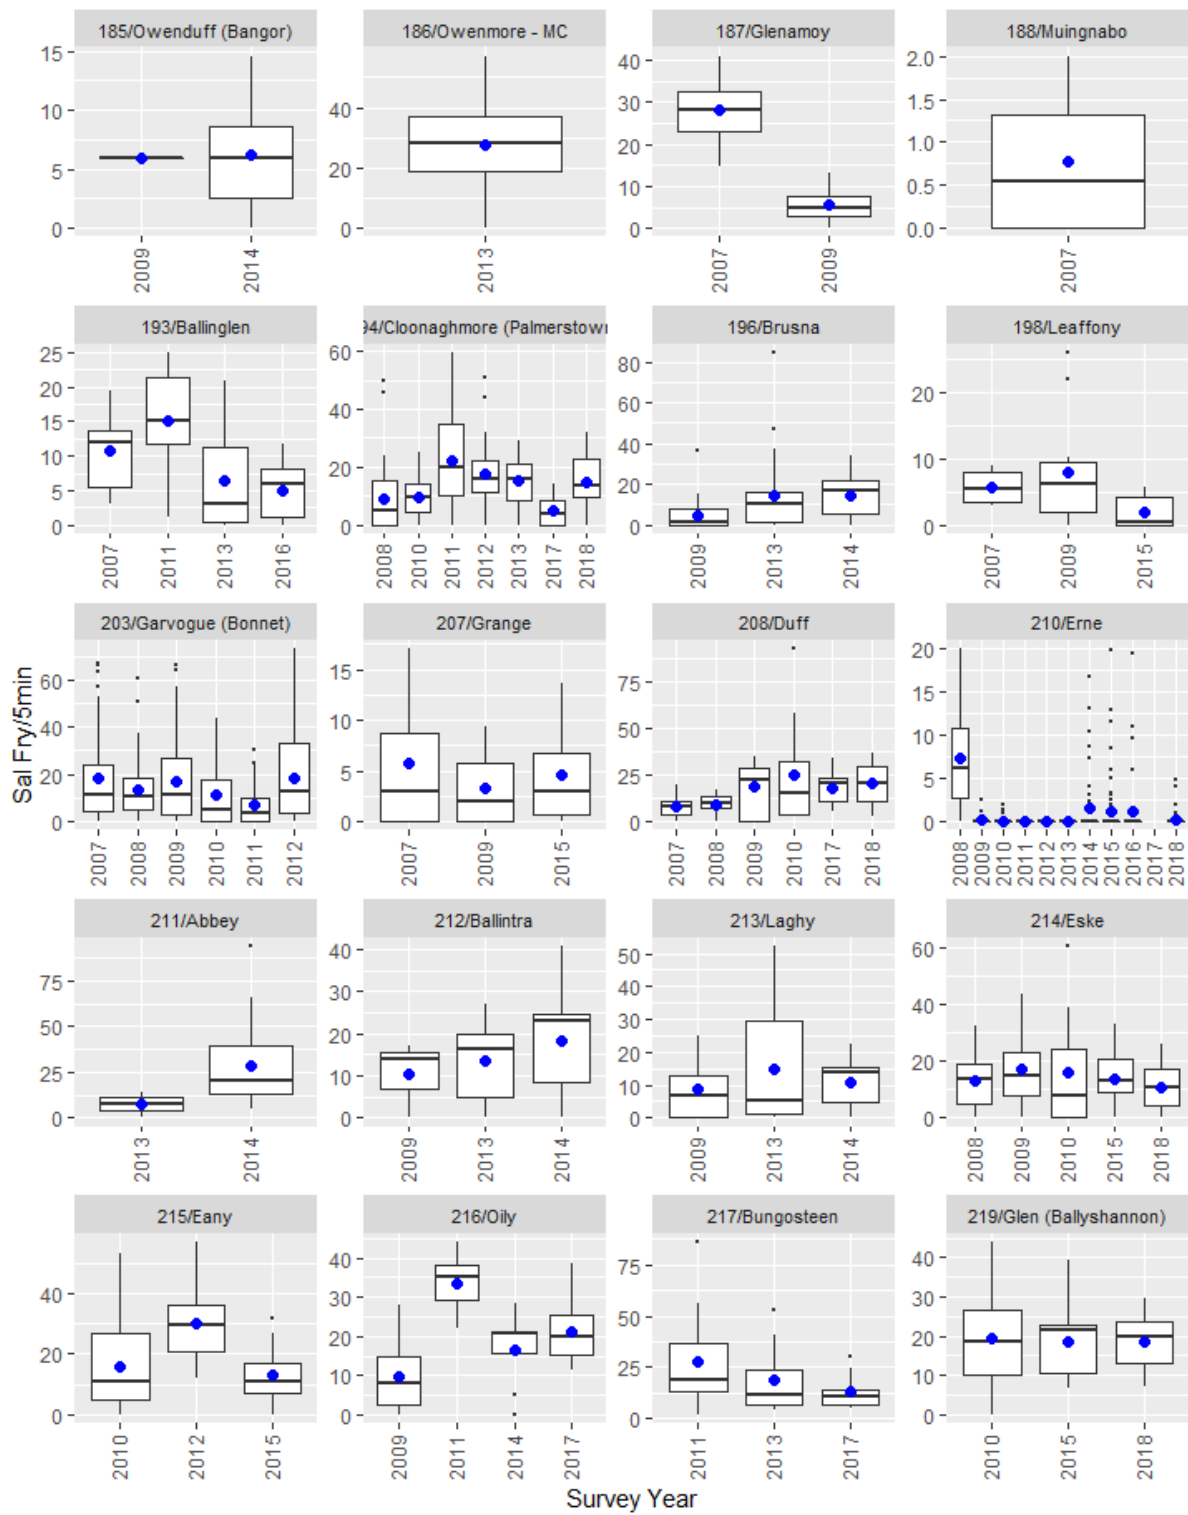 185/Owenduff (Bangor) 186/Owenmore - MC 187/Glenamoy 188/Muingnabo
15 10 5 0
2009 2014
40 20 0
2013
40 30 20 10 0
2007 2009
2.0 1.5 1.0 0.5 0.0
2007
193/Ballinglen 94/Cloonaghmore (Palmerstown 196/Brusna 198/Leaffony
25 20 15 10 5 0
2007 2011 2013 2016
60 40 20 0
2008 2010 2011 2012 2013 2017 2018
80 60 40 20 0
2009 2013 2014
20 10 0
2007 2009 2015
203/Garvogue (Bonnet) 207/Grange 208/Duff 210/Erne
60 40 20 0
2007 2008 2009 2010 2011 2012
15 10 5 0
2007 2009 2015
75 50 25 0
2007 2008 2009 2010 2017 2018
20 15 10 5 0
2008 2009 2010 2011 2012 2013 2014 2015 2016 2017 2018
Sal Fry/5min
211/Abbey 212/Ballintra 213/Laghy 214/Eske
75 50 25 0
2013 2014
40 30 20 10 0
2009 2013 2014
50 40 30 20 10 0
2009 2013 2014
60 40 20 0
2008 2009 2010 2015 2018
215/Eany 216/Oily 217/Bungosteen 219/Glen (Ballyshannon)
40 20 0
2010 2012 2015
40 30 20 10 0
2009 2011 2014 2017
75 50 25 0
2011 2013 2017
40 30 20 10 0
2010 2015 2018
Survey Year